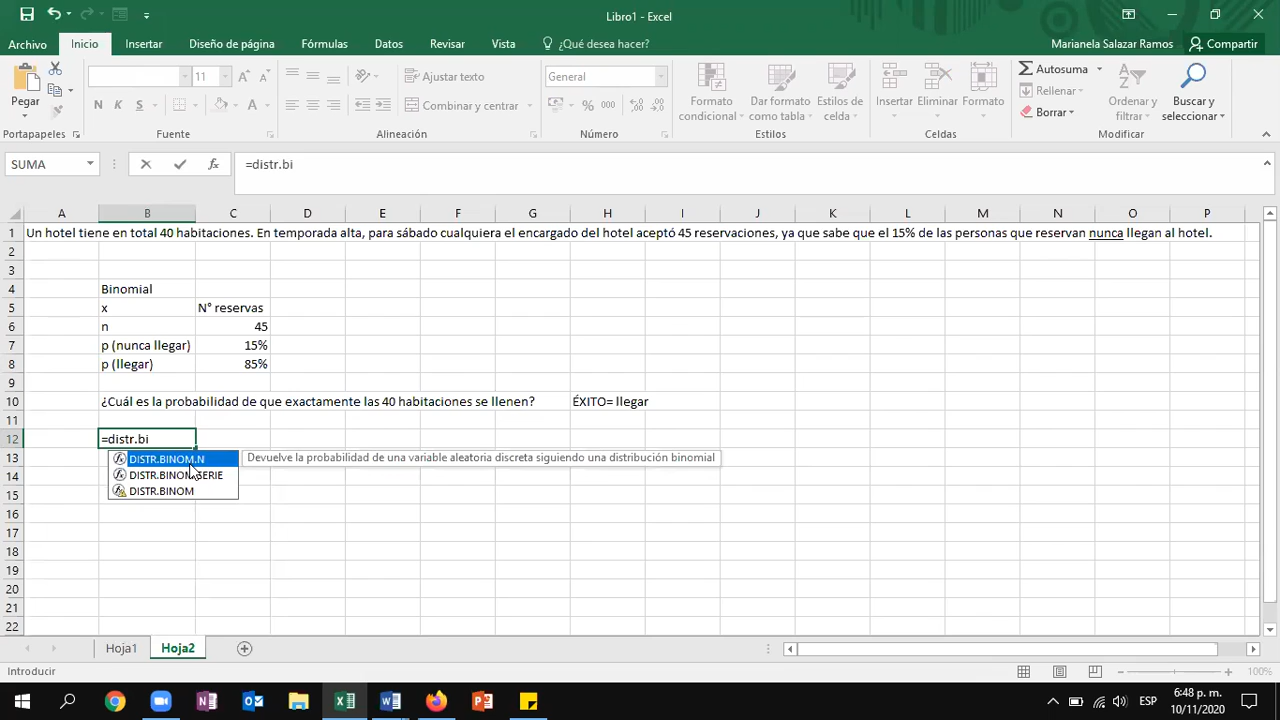 Libro1 - Excel
Archivo Inicio Insertar Diseño de página Fórmulas Datos Revisar Vista ¿Qué desea hacer? Marianela Salazar Ramos Compartir
Pegar
11 A A
Ajustar texto
General
Formato condicional
Dar formato como tabla
Estilos de celda
Insertar Eliminar Formato
Autosuma
Rellenar
Borrar
Ordenar y filtrar
Buscar y seleccionar
N K S
Combinar y centrar
% 000
Portapapeles Fuente Alineación Número Estilos Celdas Modificar
SUMA fx =distr.bi
A B C D E F G H I J K L M N O P
1 Un hotel tiene en total 40 habitaciones. En temporada alta, para sábado cualquiera el encargado del hotel aceptó 45 reservaciones, ya que sabe que el 15% de las personas que reservan nunca llegan al hotel.
2
3
4 Binomial
5 x N° reservas
6 n 45
7 p (nunca llegar) 15%
8 p (llegar) 85%
9
10 ¿Cuál es la probabilidad de que exactamente las 40 habitaciones se llenen? ÉXITO= llegar
11
12 =distr.bi
13 DISTR.BINOM.N Devuelve la probabilidad de una variable aleatoria discreta siguiendo una distribución binomial
14 DISTR.BINOM.SERIE
15 DISTR.BINOM
16
17
18
19
20
21
22
Hoja1 Hoja2
Introducir 100%
ESP 6:48 p. m.
10/11/2020